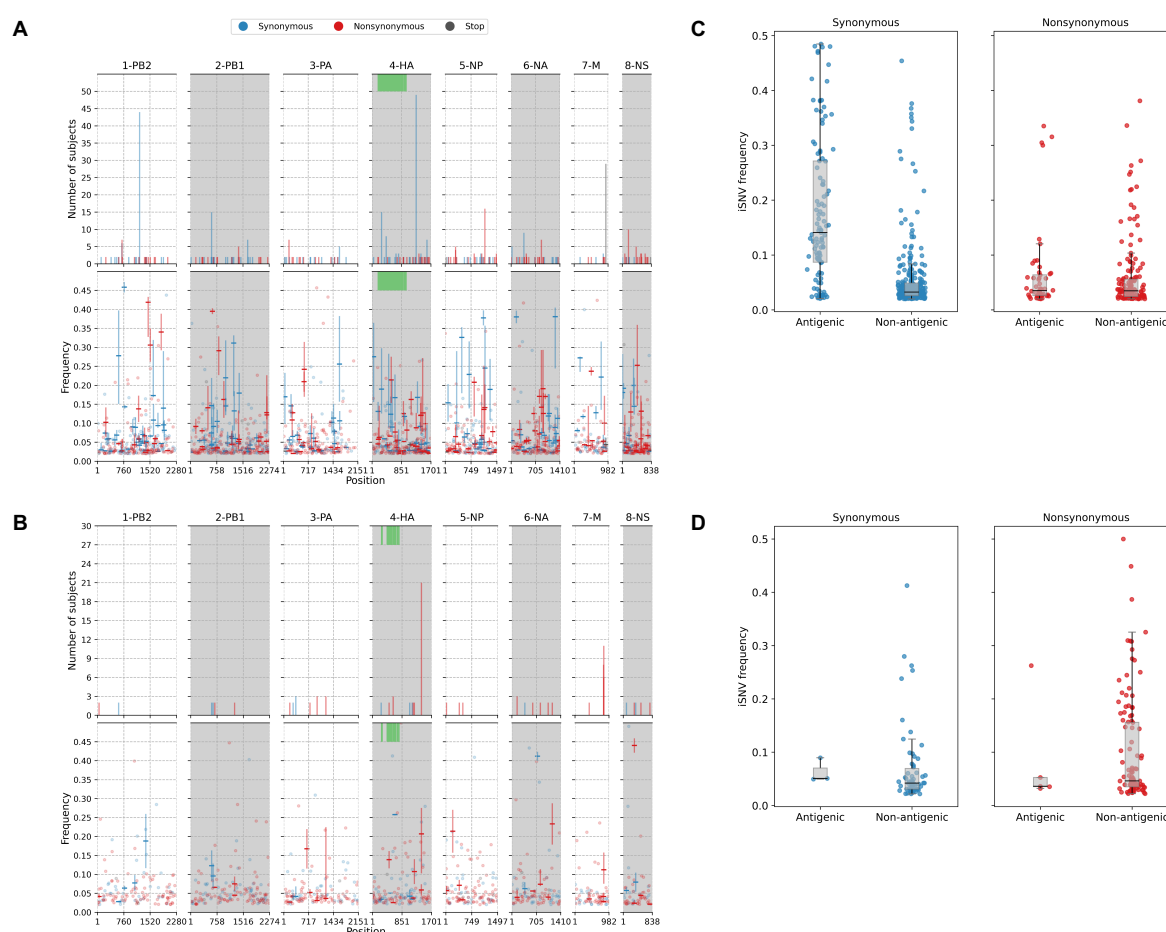 A
Synonymous Nonsynonymous Stop
1-PB2 2-PB1 3-PA 4-HA 5-NP 6-NA 7-M 8-NS
Number of subjects
50
45
40
35
30
25
20
15
10
5
0
Frequency
0.45
0.40
0.35
0.30
0.25
0.20
0.15
0.10
0.05
0.00
1 760 1520 2280 1 758 1516 2274 1 717 1434 2151 1 851 1701 1 749 1497 1 705 1410 1 982 1 838
Position
B
1-PB2 2-PB1 3-PA 4-HA 5-NP 6-NA 7-M 8-NS
Number of subjects
30
27
24
21
18
15
12
9
6
3
0
Frequency
0.45
0.40
0.35
0.30
0.25
0.20
0.15
0.10
0.05
0.00
1 760 1520 2280 1 758 1516 2274 1 717 1434 2151 1 851 1701 1 749 1497 1 705 1410 1 982 1 838
Position
C
Synonymous Nonsynonymous
iSNV frequency
0.5
0.4
0.3
0.2
0.1
0.0
Antigenic Non-antigenic Antigenic Non-antigenic
D
Synonymous Nonsynonymous
iSNV frequency
0.5
0.4
0.3
0.2
0.1
0.0
Antigenic Non-antigenic Antigenic Non-antigenic